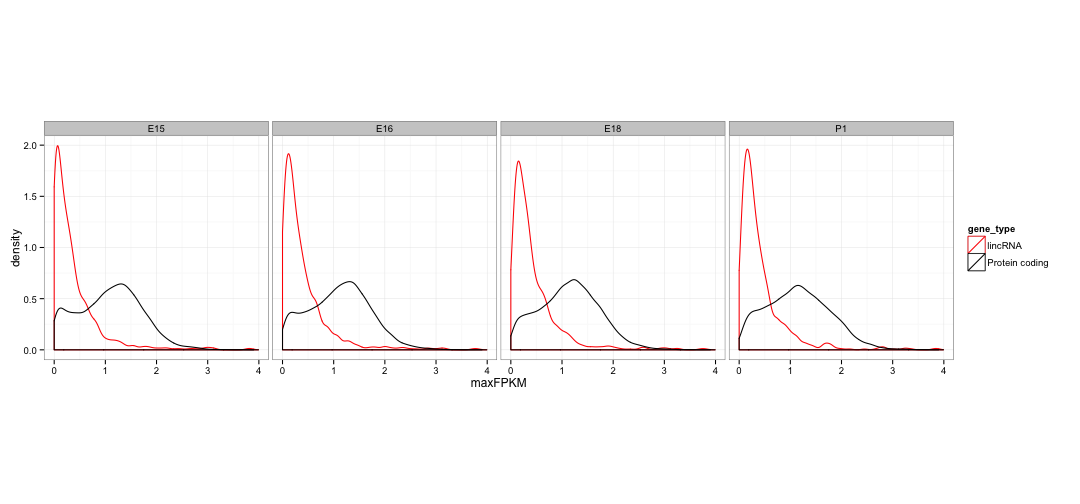 E15 E16 E18 P1
2.0
1.5
1.0
0.5
0.0
density
0 1 2 3 4 0 1 2 3 4 0 1 2 3 4 0 1 2 3 4
maxFPKM
gene_type
lincRNA
Protein coding